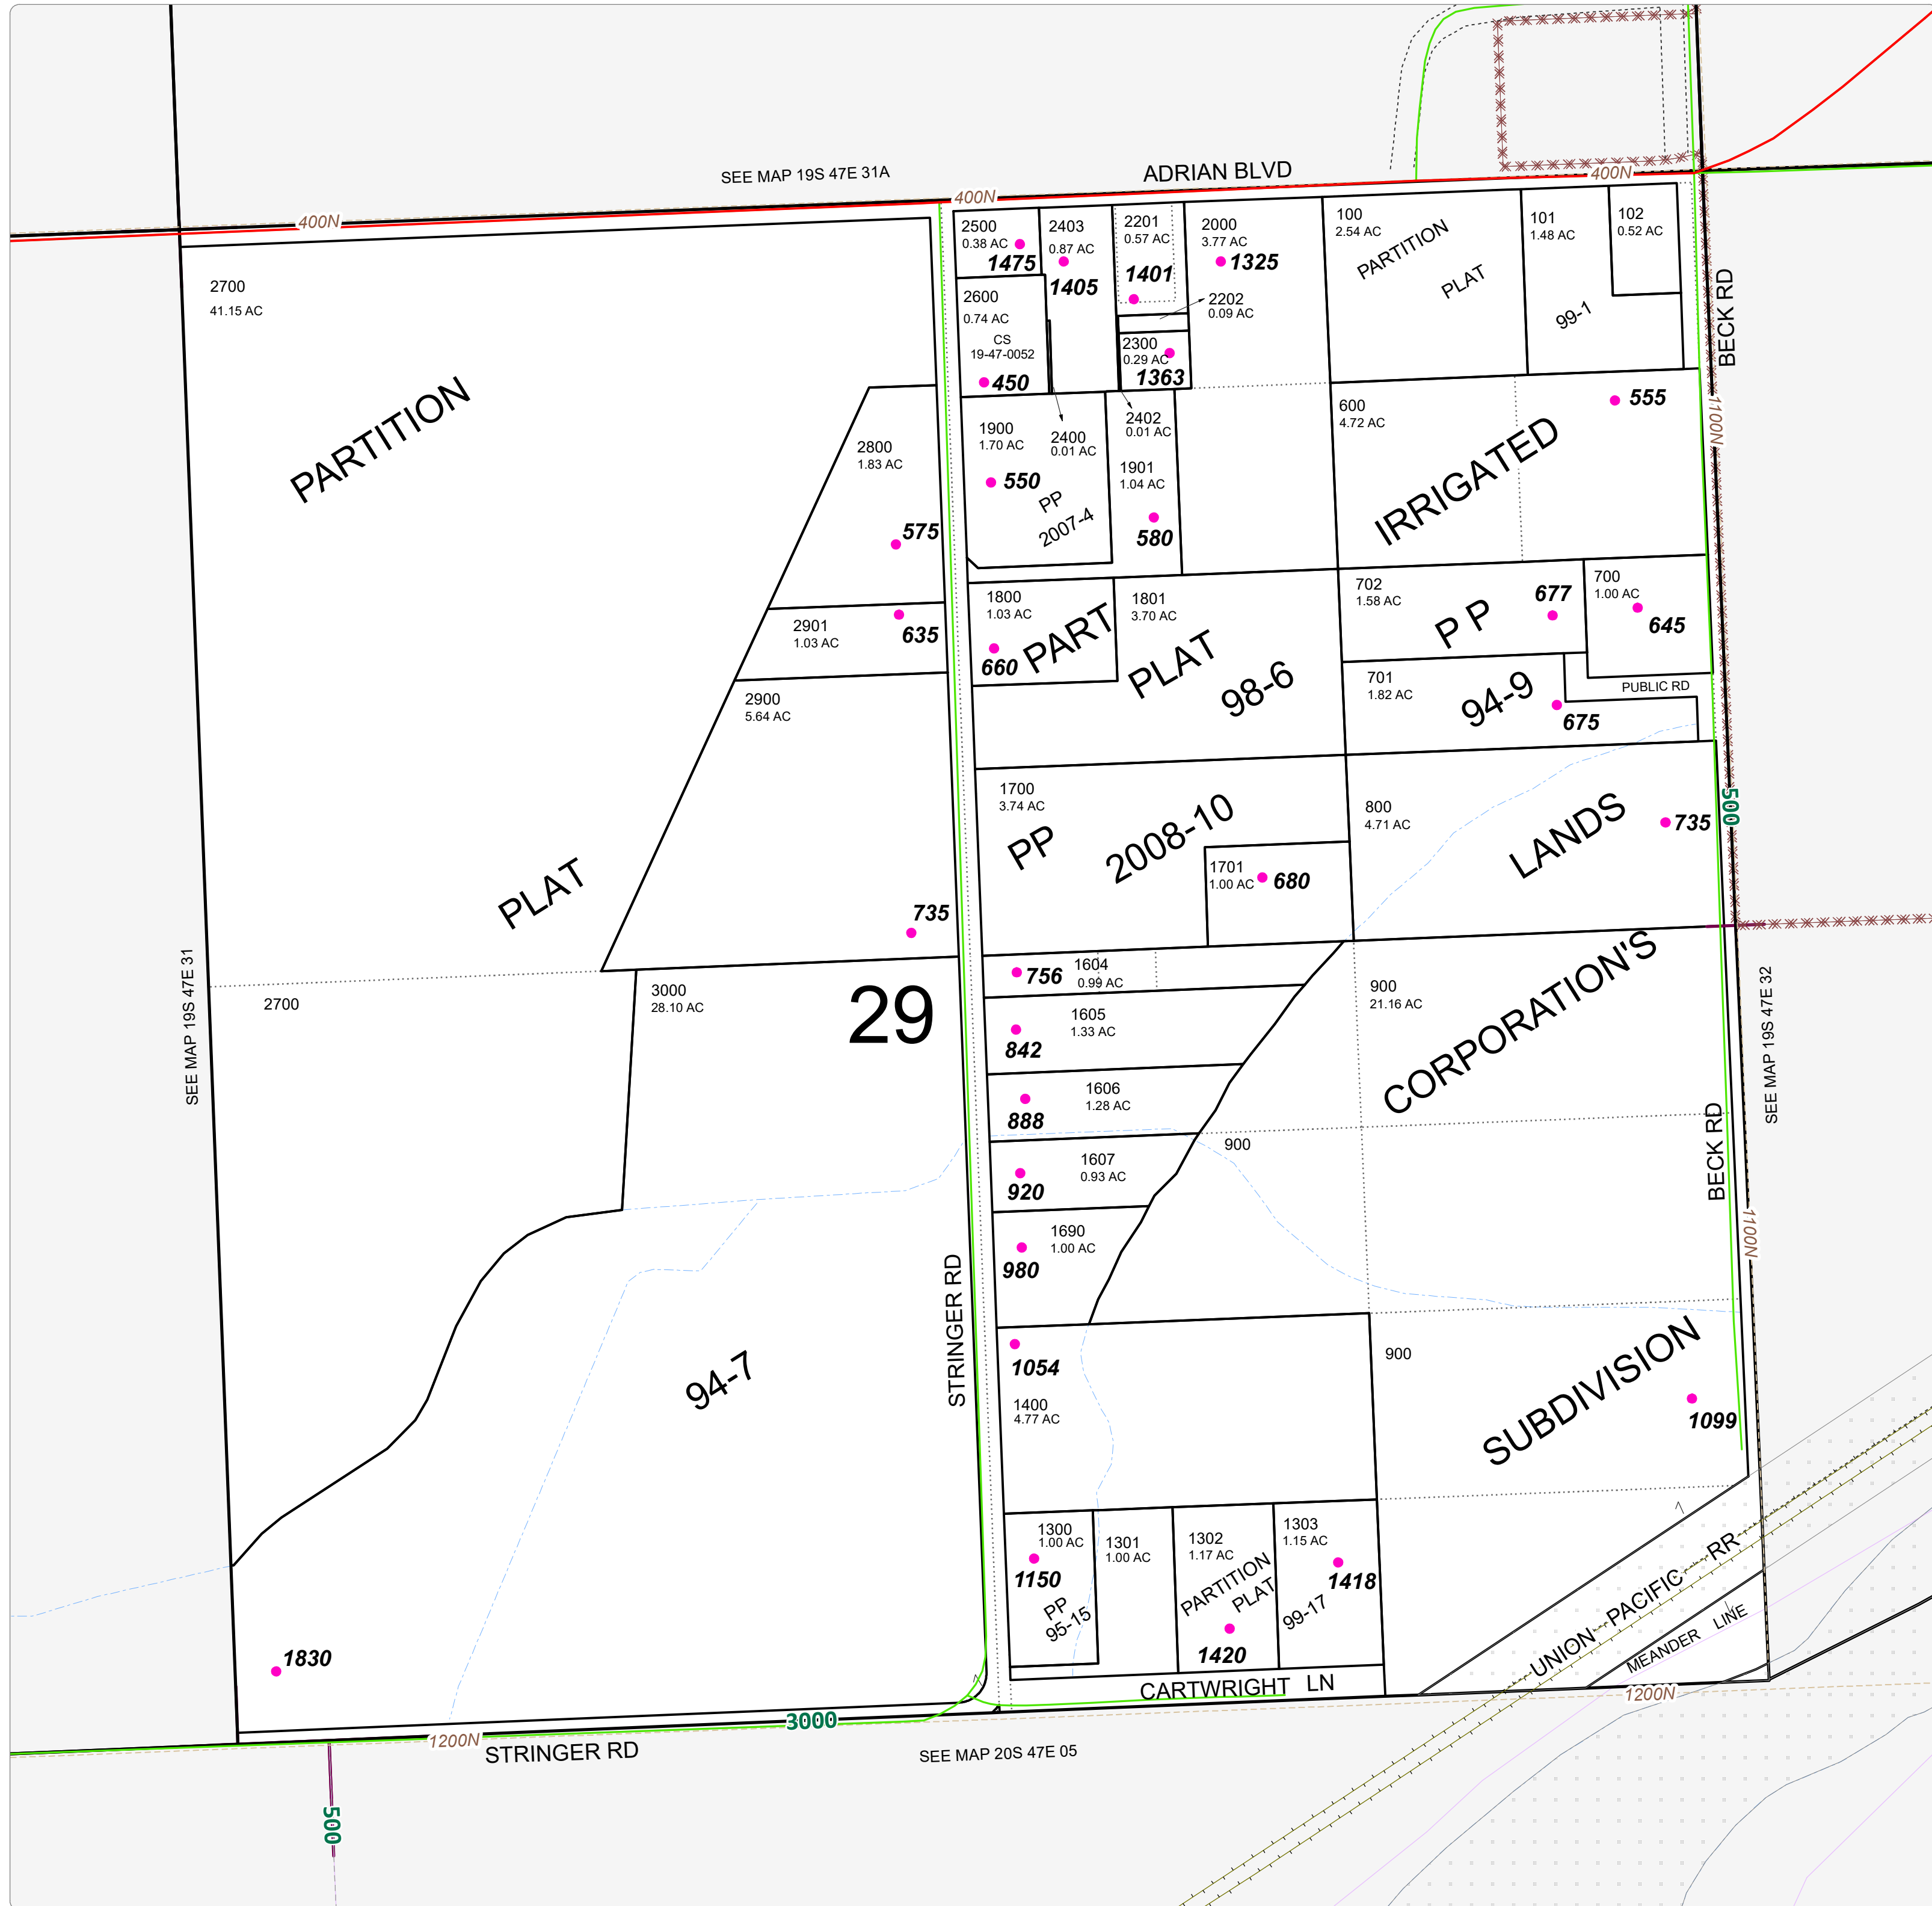 SEE MAP 19S 47E 31A
ADRIAN BLVD
400N
400N
400N
2700
41.15 AC
PARTITION
PLAT
94-7
2500
0.38 AC
1475
2403
0.87 AC
1405
2201
0.57 AC
1401
2000
3.77 AC
1325
2202
0.09 AC
100
2.54 AC
PARTITION
PLAT
99-1
101
1.48 AC
102
0.52 AC
BECK RD
2600
0.74 AC
CS
19-47-0052
450
2300
0.29 AC
1363
2800
1.83 AC
575
1900
1.70 AC
550
PP
2007-4
2400
0.01 AC
2402
0.01 AC
1901
1.04 AC
580
600
4.72 AC
555
1100N
IRRIGATED
LANDS
CORPORATION'S
SUBDIVISION
2901
1.03 AC
635
1800
1.03 AC
660
1801
3.70 AC
PART
PLAT
98-6
702
1.58 AC
677
700
1.00 AC
645
P P
94-9
701
1.82 AC
675
PUBLIC RD
2900
5.64 AC
735
1700
3.74 AC
PP
2008-10
1701
1.00 AC
680
800
4.71 AC
735
500
SEE MAP 19S 47E 31
2700
3000
28.10 AC
29
756
1604
0.99 AC
1605
1.33 AC
842
1606
1.28 AC
888
1607
0.93 AC
920
1690
1.00 AC
980
900
21.16 AC
900
900
SEE MAP 19S 47E 32
BECK RD
1100N
STRINGER RD
1054
1400
4.77 AC
1099
1300
1.00 AC
1150
PP
95-15
1301
1.00 AC
1302
1.17 AC
PARTITION
PLAT
99-17
1420
1303
1.15 AC
1418
UNION PACIFIC RR
MEANDER LINE
1830
CARTWRIGHT LN
1200N
3000
1200N
STRINGER RD
SEE MAP 20S 47E 05
500